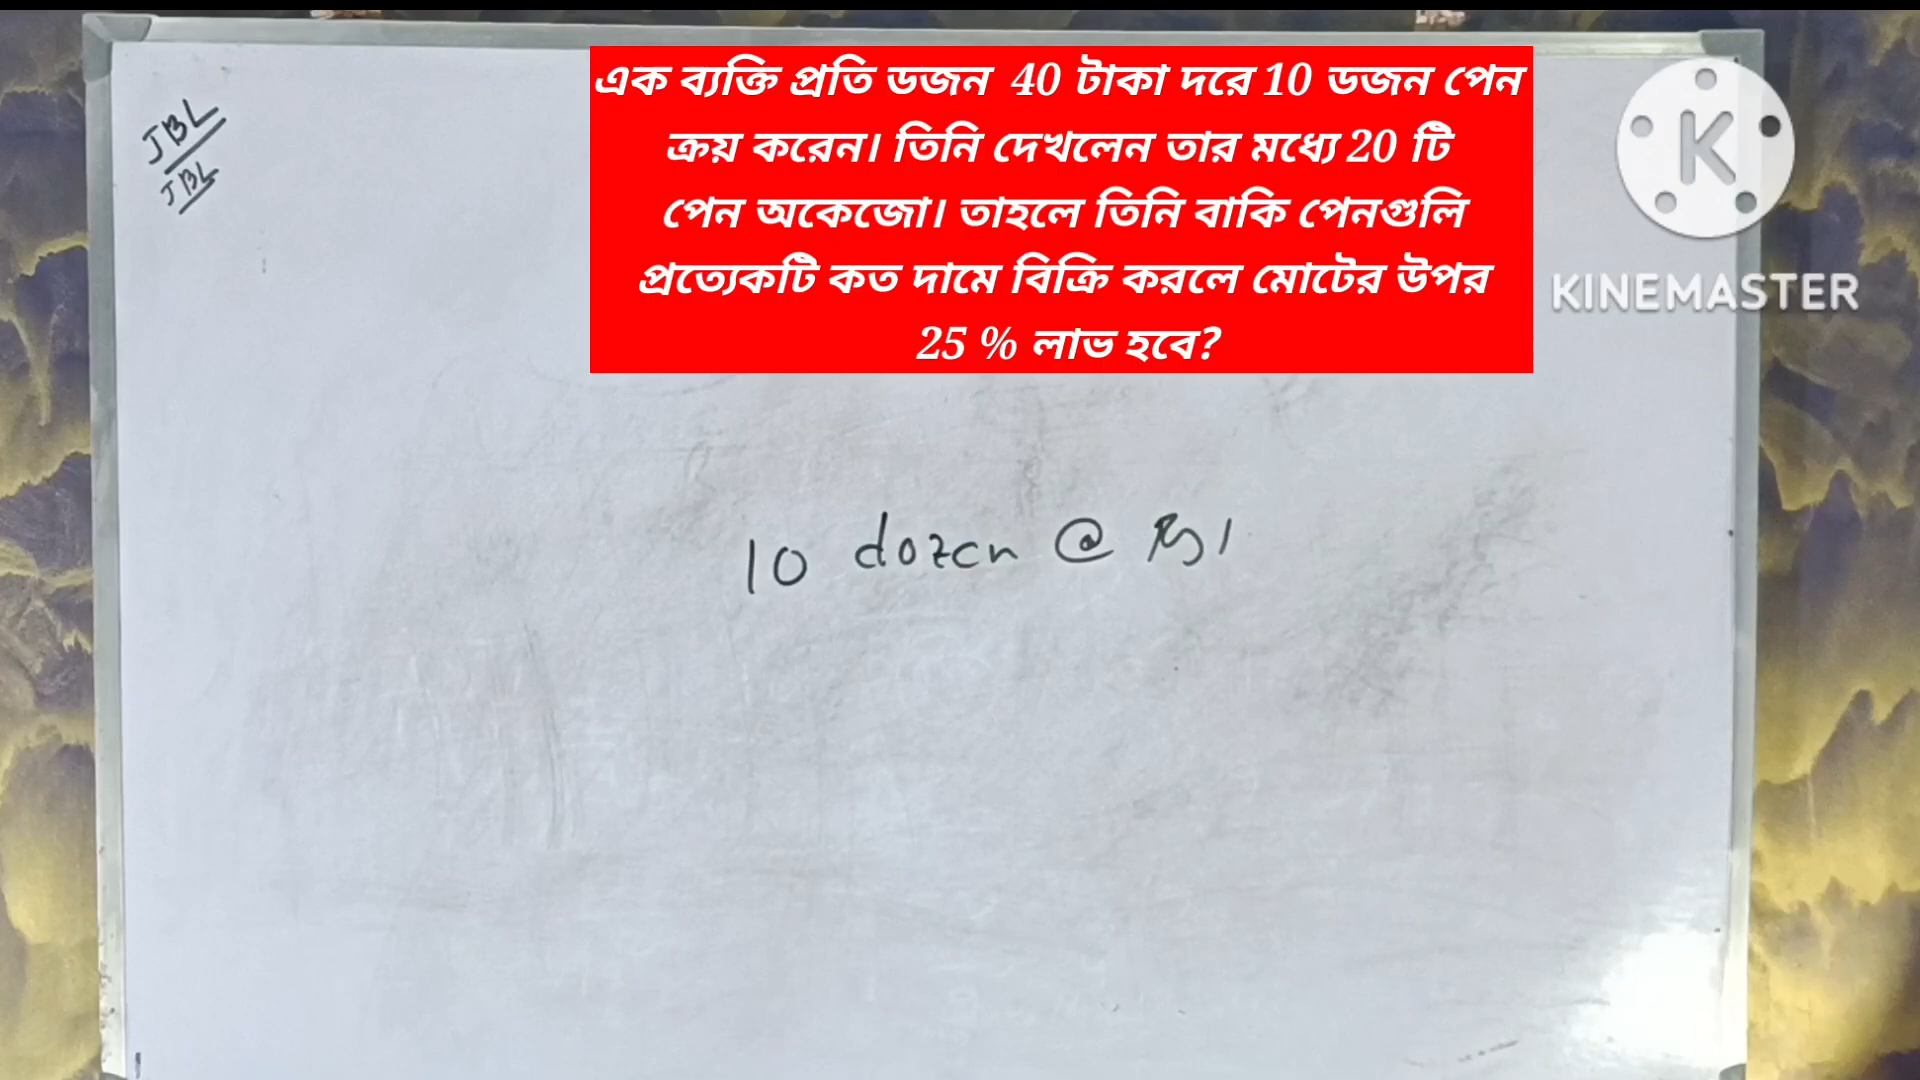 এক ব্যক্তি প্রতি ডজন 40 টাকা দরে 10 ডজন পেন
ক্রয় করেন। তিনি দেখলেন তার মধ্যে 20 টি
পেন অকেজো। তাহলে তিনি বাকি পেনগুলি
প্রত্যেকটি কত দামে বিক্রি করলে মোটের উপর
25 % লাভ হবে?
K
KINEMASTER
JBL
JBL
10 dozen @